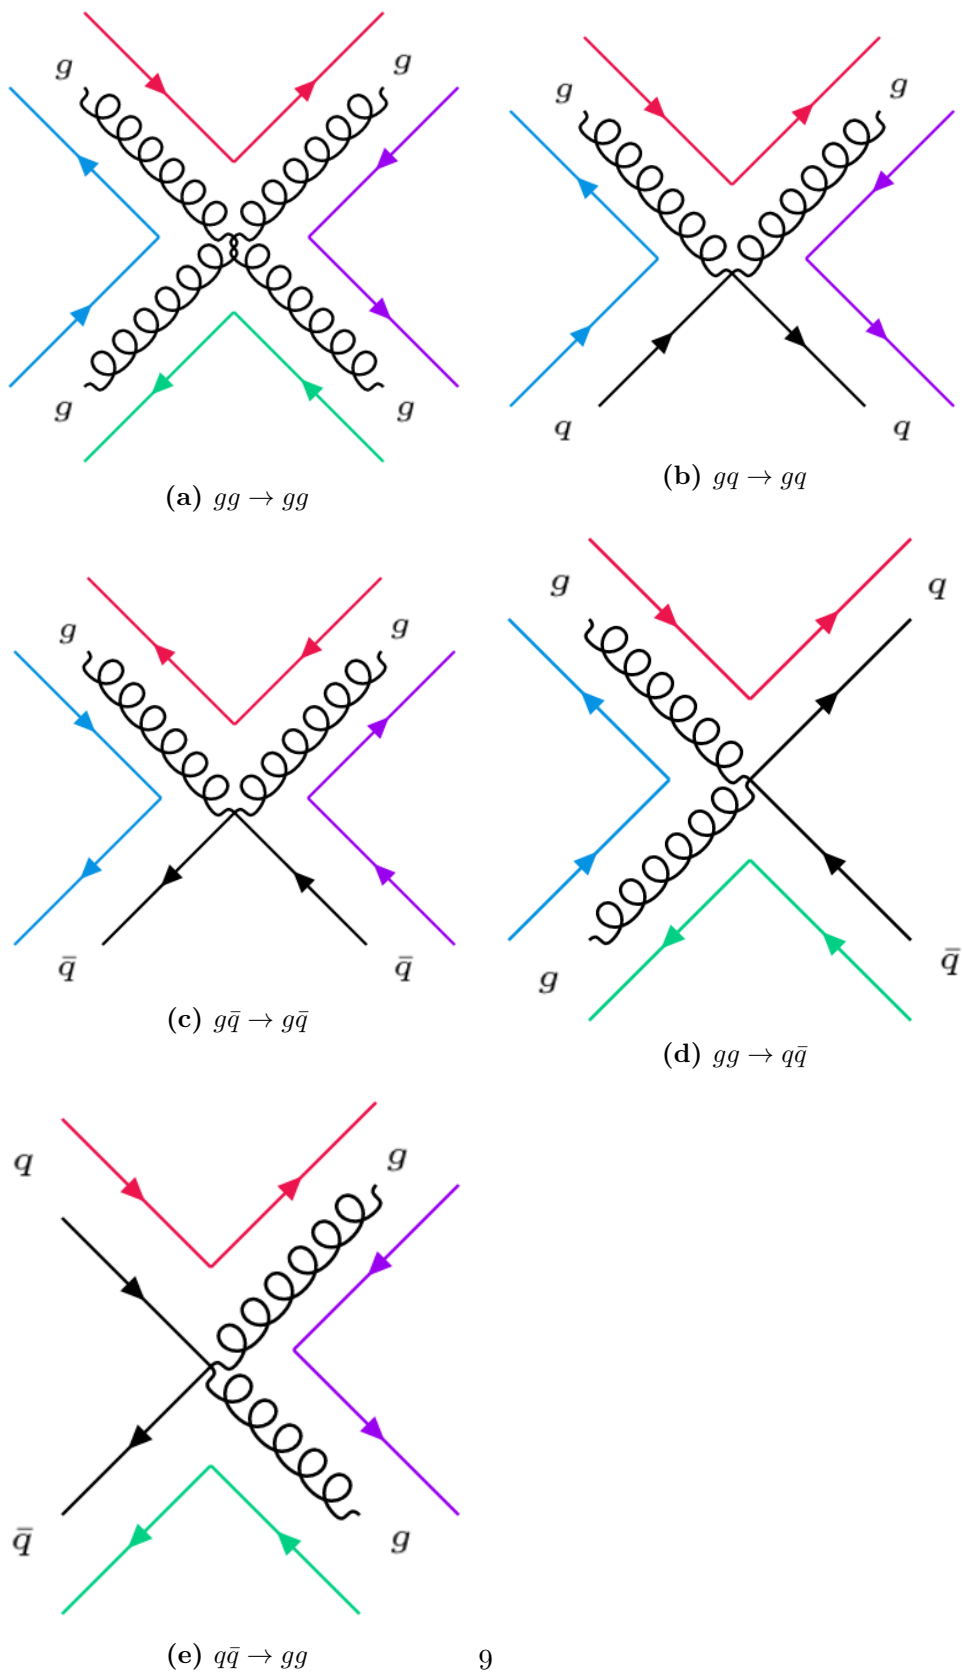 g g g g
g g
g g
q q
(a) gg → gg
(b) gq → gq
g g g q
q̄ q̄ g q̄
(c) gq̄ → gq̄
(d) gg → qq̄
q g
q̄ g
(e) qq̄ → gg
9